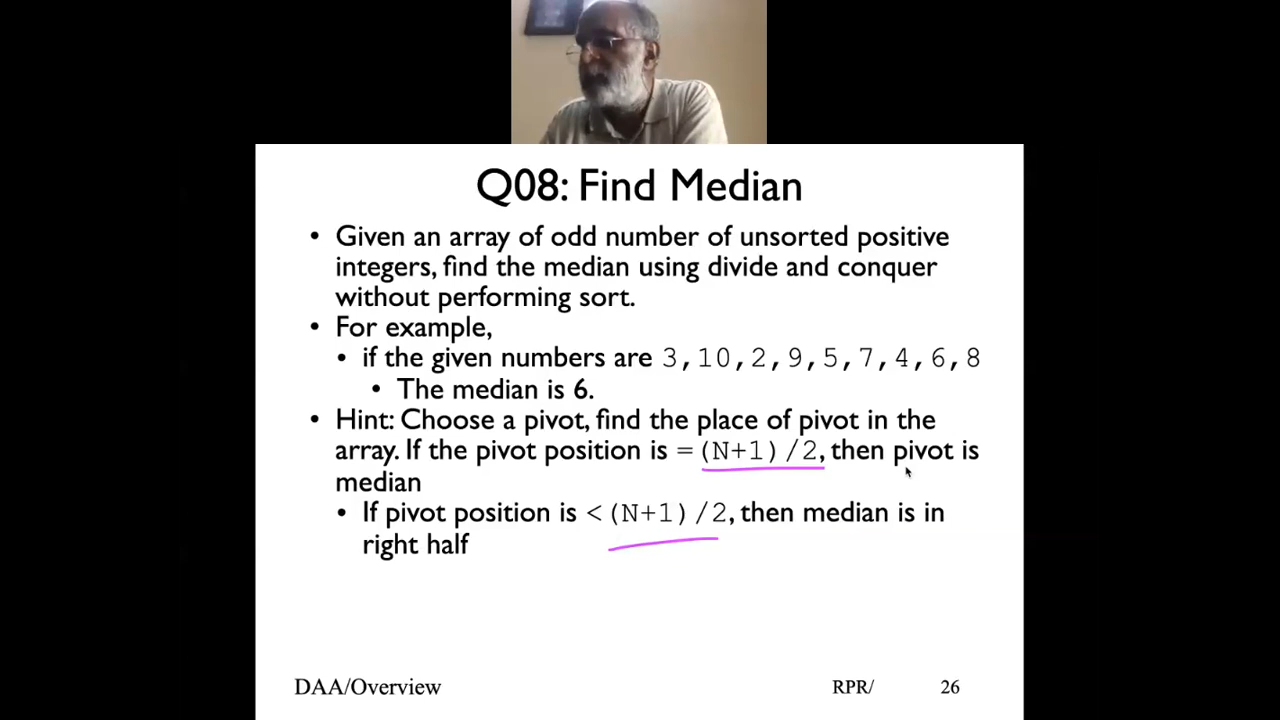 Q08: Find Median
• Given an array of odd number of unsorted positive
integers, find the median using divide and conquer
without performing sort.
• For example,
• if the given numbers are 3,10,2,9,5,7,4,6,8
• The median is 6.
• Hint: Choose a pivot, find the place of pivot in the
array. If the pivot position is =(N+1)/2, then pivot is
median
• If pivot position is <(N+1)/2, then median is in
right half
DAA/Overview RPR/ 26